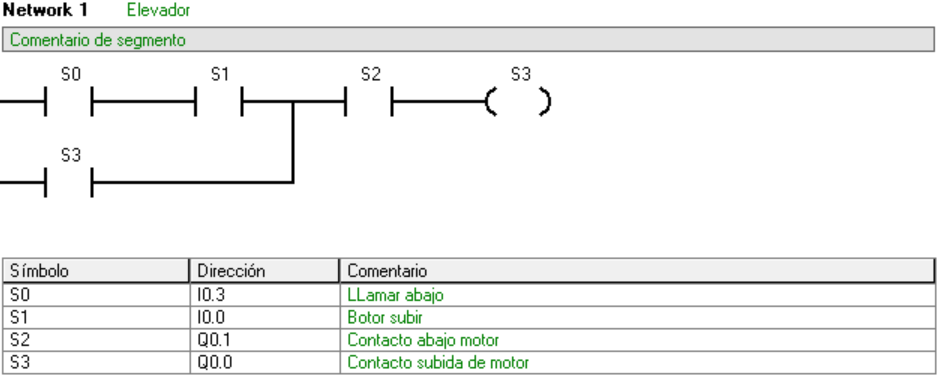 Network 1 Elevador
Comentario de segmento
S0 S1 S2 S3
S3
Símbolo Dirección Comentario
S0 I0.3 LLamar abajo
S1 I0.0 Botor subir
S2 Q0.1 Contacto abajo motor
S3 Q0.0 Contacto subida de motor